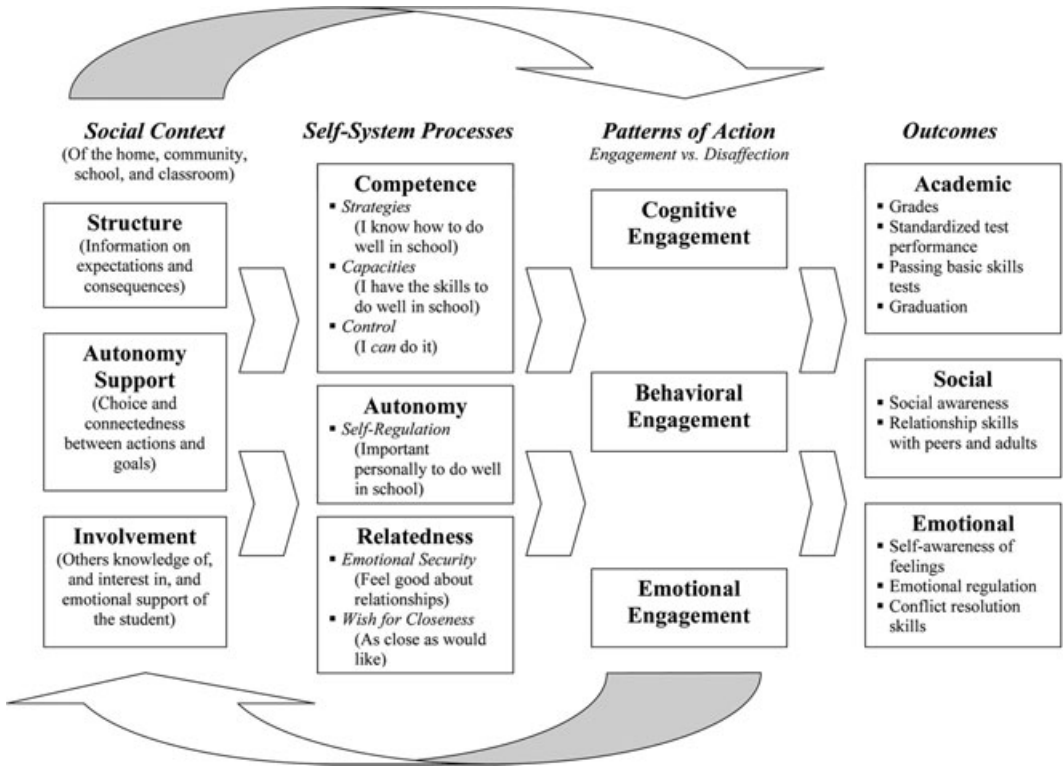 Social Context
(Of the home, community,
school, and classroom)
Structure
(Information on
expectations and
consequences)
Autonomy
Support
(Choice and
connectedness
between actions and
goals)
Involvement
(Others knowledge of,
and interest in, and
emotional support of
the student)
Self-System Processes
Competence
▪ Strategies
(I know how to do
well in school)
▪ Capacities
(I have the skills to
do well in school)
▪ Control
(I can do it)
Autonomy
▪ Self-Regulation
(Important
personally to do well
in school)
Relatedness
▪ Emotional Security
(Feel good about
relationships)
▪ Wish for Closeness
(As close as would
like)
Patterns of Action
Engagement vs. Disaffection
Cognitive
Engagement
Behavioral
Engagement
Emotional
Engagement
Outcomes
Academic
▪ Grades
▪ Standardized test
performance
▪ Passing basic skills
tests
▪ Graduation
Social
▪ Social awareness
▪ Relationship skills
with peers and adults
Emotional
▪ Self-awareness of
feelings
▪ Emotional regulation
▪ Conflict resolution
skills